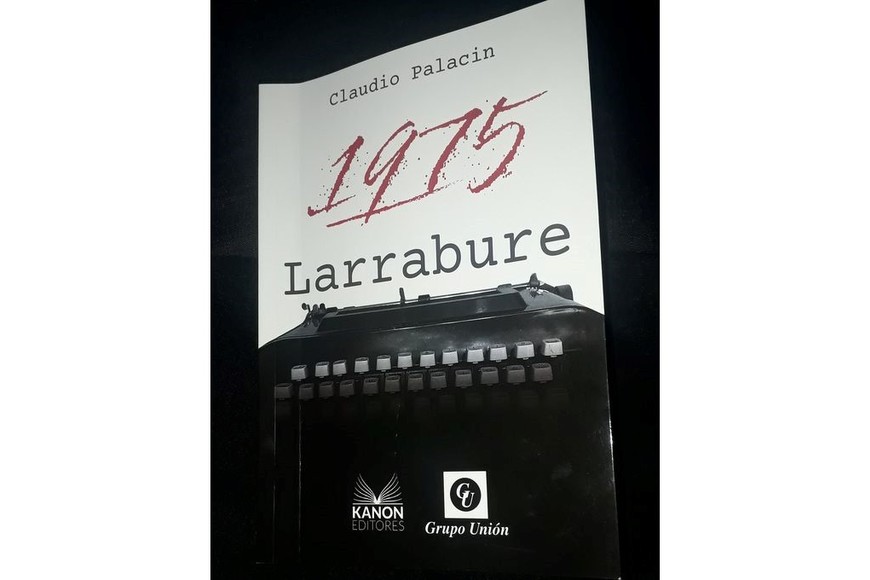 Claudio Palacin
1975
Larrabure
KANON
EDITORES
GU
Grupo Unión